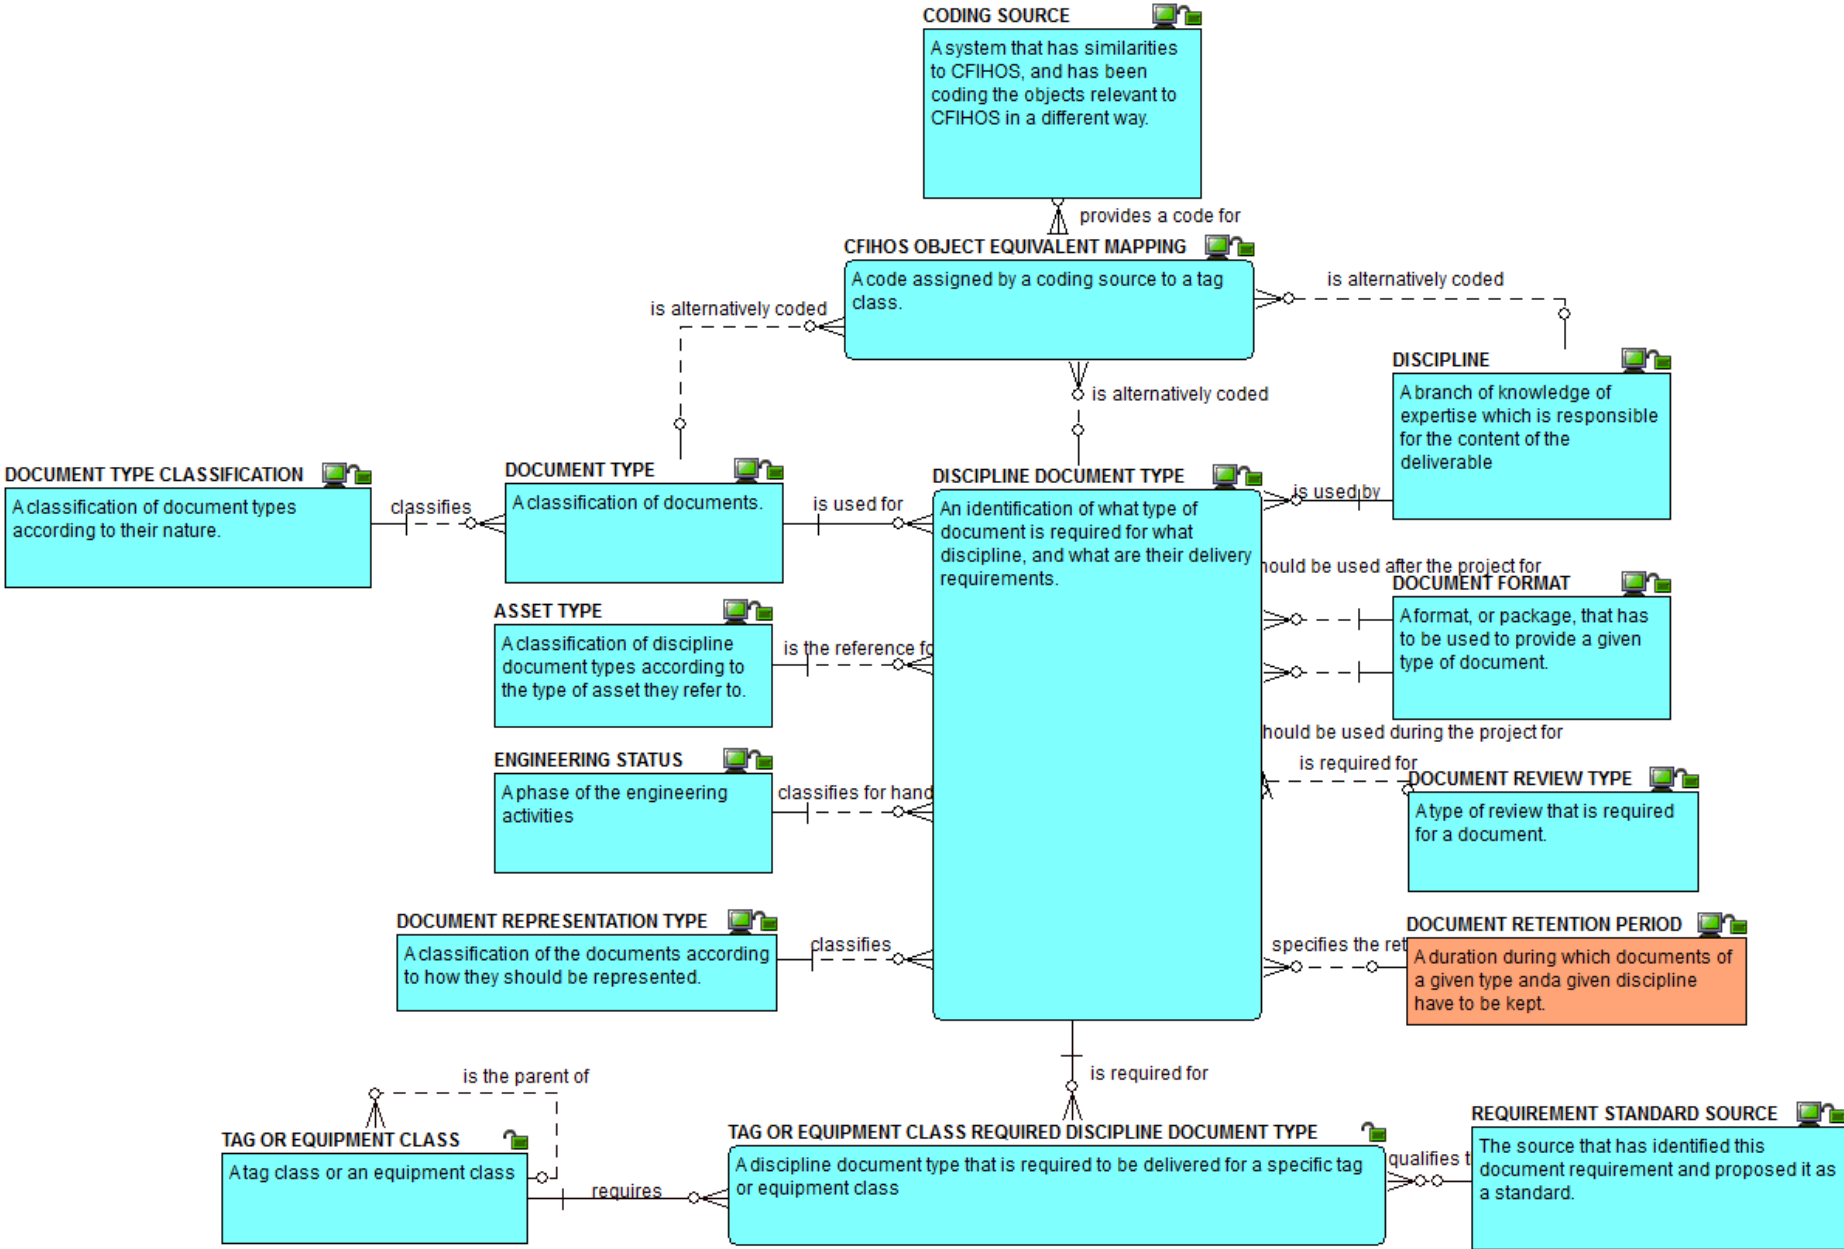 CODING SOURCE
A system that has similarities
to CFIHOS, and has been
coding the objects relevant to
CFIHOS in a different way.
provides a code for
CFIHOS OBJECT EQUIVALENT MAPPING
A code assigned by a coding source to a tag
class.
is alternatively coded
is alternatively coded
is alternatively coded
DISCIPLINE
A branch of knowledge of
expertise which is responsible
for the content of the
deliverable
DOCUMENT TYPE CLASSIFICATION
A classification of document types
according to their nature.
classifies
DOCUMENT TYPE
A classification of documents.
is used for
DISCIPLINE DOCUMENT TYPE
An identification of what type of
document is required for what
discipline, and what are their delivery
requirements.
is used by
hould be used after the project for
DOCUMENT FORMAT
A format, or package, that has
to be used to provide a given
type of document.
hould be used during the project for
ASSET TYPE
A classification of discipline
document types according to
the type of asset they refer to.
is the reference fo
ENGINEERING STATUS
A phase of the engineering
activities
classifies for hand
is required for
DOCUMENT REVIEW TYPE
A type of review that is required
for a document.
DOCUMENT REPRESENTATION TYPE
A classification of the documents according
to how they should be represented.
classifies
specifies the ret
DOCUMENT RETENTION PERIOD
A duration during which documents of
a given type anda given discipline
have to be kept.
is the parent of
is required for
TAG OR EQUIPMENT CLASS
A tag class or an equipment class
requires
TAG OR EQUIPMENT CLASS REQUIRED DISCIPLINE DOCUMENT TYPE
A discipline document type that is required to be delivered for a specific tag
or equipment class
qualifies t
REQUIREMENT STANDARD SOURCE
The source that has identified this
document requirement and proposed it as
a standard.